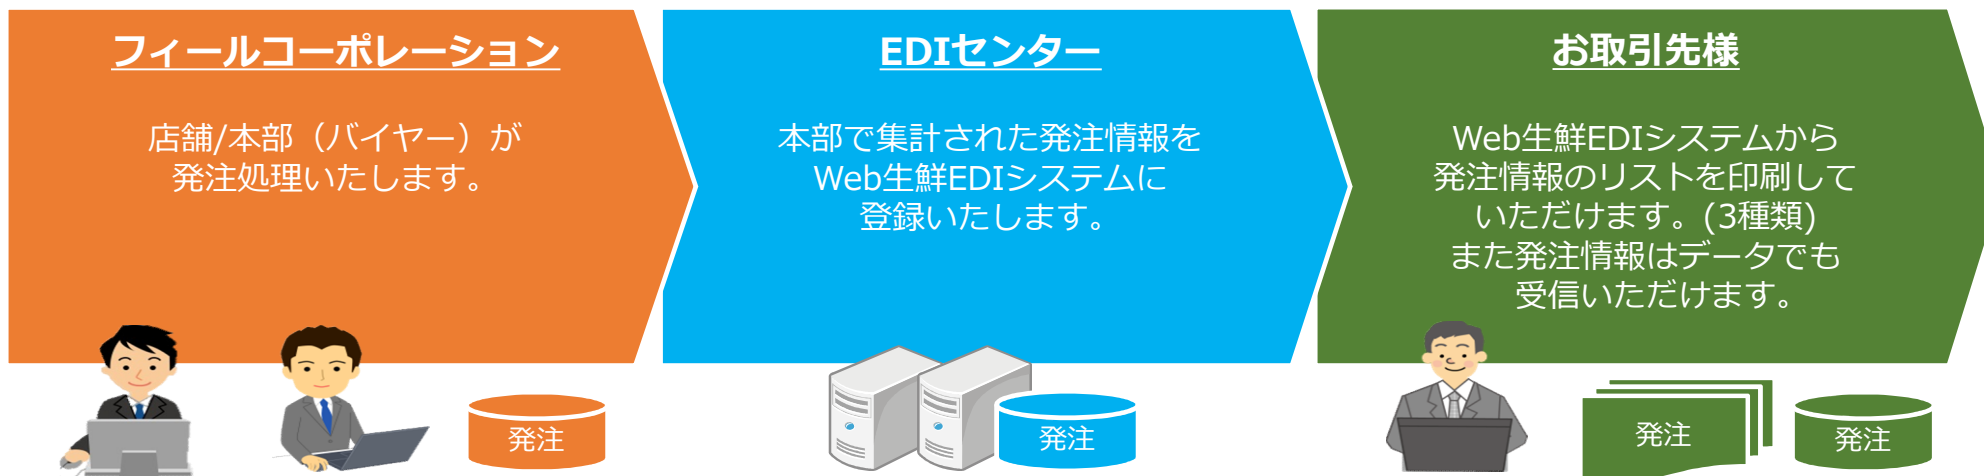 フィールコーポレーション
店舗/本部（バイヤー）が
発注処理いたします。
発注
EDIセンター
本部で集計された発注情報を
Web生鮮EDIシステムに
登録いたします。
発注
お取引先様
Web生鮮EDIシステムから
発注情報のリストを印刷して
いただけます。(3種類)
また発注情報はデータでも
受信いただけます。
発注
発注